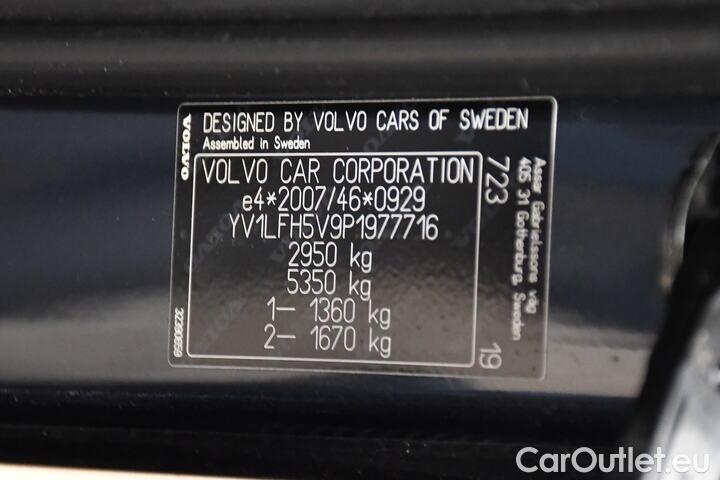 VOLVO
DESIGNED BY VOLVO CARS OF SWEDEN
Assembled in Sweden
VOLVO CAR CORPORATION
e4*2007/46*0929
YV1LFH5V9P1977716
2950 kg
5350 kg
1– 1360 kg
2– 1670 kg
32390659
723
19
Assar Gabrielssons väg
405 31 Gothenburg, Sweden
CarOutlet.eu